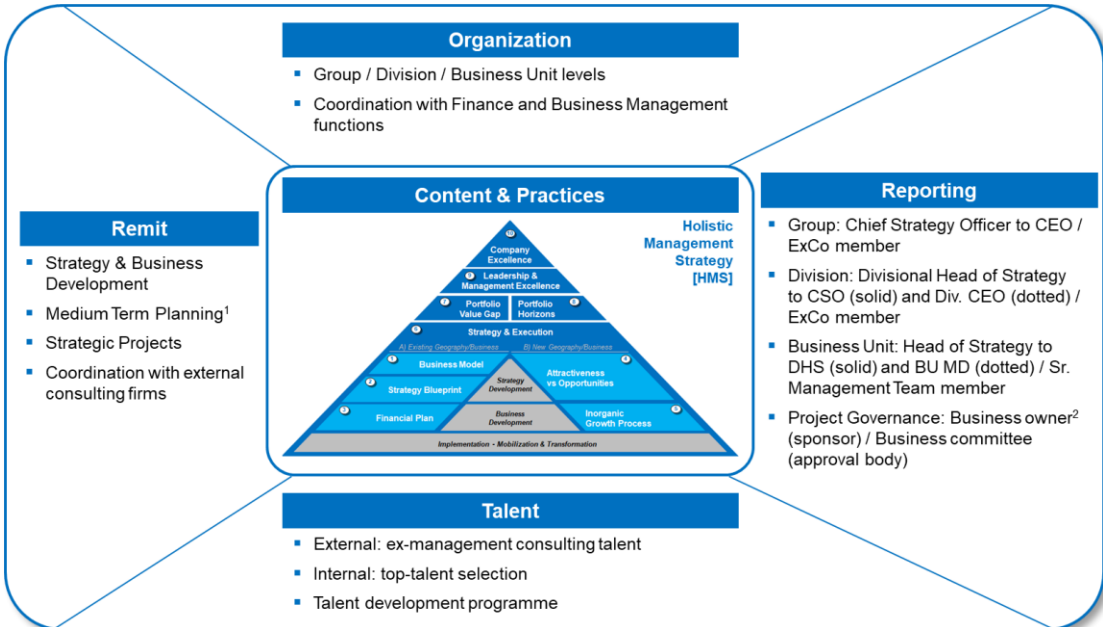 Organization
▪ Group / Division / Business Unit levels
▪ Coordination with Finance and Business Management
functions
Remit
▪ Strategy & Business
Development
▪ Medium Term Planning¹
▪ Strategic Projects
▪ Coordination with external
consulting firms
Content & Practices
Holistic
Management
Strategy
[HMS]
10
Company
Excellence
9
Leadership &
Management Excellence
7
Portfolio
Value Gap
Portfolio
Horizons
8
6
Strategy & Execution
A) Existing Geography/Business
B) New Geography/Business
1
Business Model
2
Strategy Blueprint
3
Financial Plan
Strategy
Development
Business
Development
4
Attractiveness
vs Opportunities
Inorganic
Growth Process
5
Implementation - Mobilization & Transformation
Reporting
▪ Group: Chief Strategy Officer to CEO /
ExCo member
▪ Division: Divisional Head of Strategy
to CSO (solid) and Div. CEO (dotted) /
ExCo member
▪ Business Unit: Head of Strategy to
DHS (solid) and BU MD (dotted) / Sr.
Management Team member
▪ Project Governance: Business owner²
(sponsor) / Business committee
(approval body)
Talent
▪ External: ex-management consulting talent
▪ Internal: top-talent selection
▪ Talent development programme